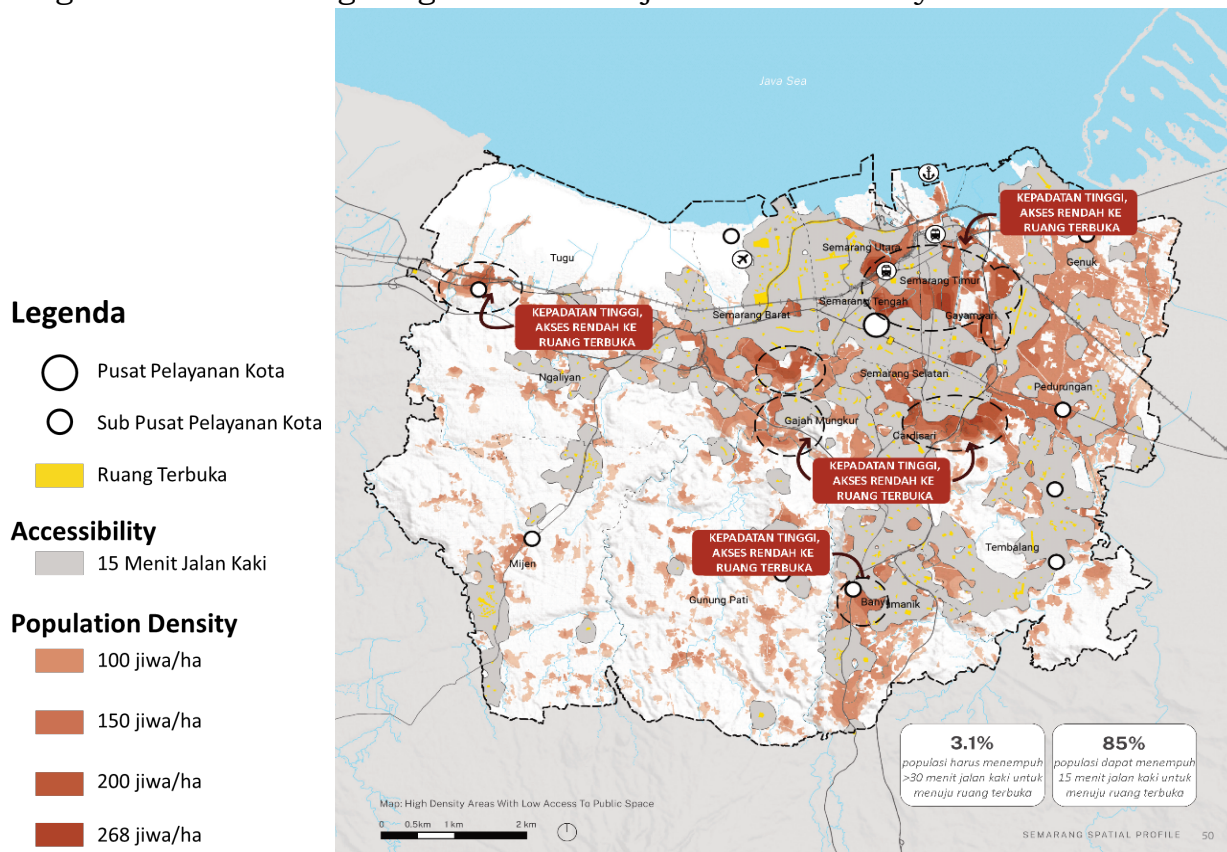 Legenda
Pusat Pelayanan Kota
Sub Pusat Pelayanan Kota
Ruang Terbuka
Accessibility
15 Menit Jalan Kaki
Population Density
100 jiwa/ha
150 jiwa/ha
200 jiwa/ha
268 jiwa/ha
Java Sea
KEPADATAN TINGGI,
AKSES RENDAH KE
RUANG TERBUKA
Semarang Utara
Tugu
Genuk
Semarang Timur
Semarang Tengah
KEPADATAN TINGGI,
AKSES RENDAH KE
RUANG TERBUKA
Semarang Barat
Gayamsari
Ngaliyan
Semarang Selatan
Pedurungan
Gajah Mungkur
Candisari
KEPADATAN TINGGI,
AKSES RENDAH KE
RUANG TERBUKA
KEPADATAN TINGGI,
AKSES RENDAH KE
RUANG TERBUKA
Tembalang
Mijen
Gunung Pati
Banyumanik
3.1%
populasi harus menempuh
>30 menit jalan kaki untuk
menuju ruang terbuka
85%
populasi dapat menempuh
15 menit jalan kaki untuk
menuju ruang terbuka
Map: High Density Areas With Low Access To Public Space
0 0.5km 1 km 2 km
SEMARANG SPATIAL PROFILE 50